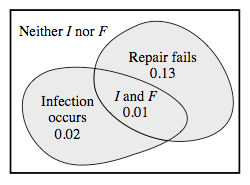 Neither I nor F
Repair fails
0.13
I and F
0.01
Infection
occurs
0.02